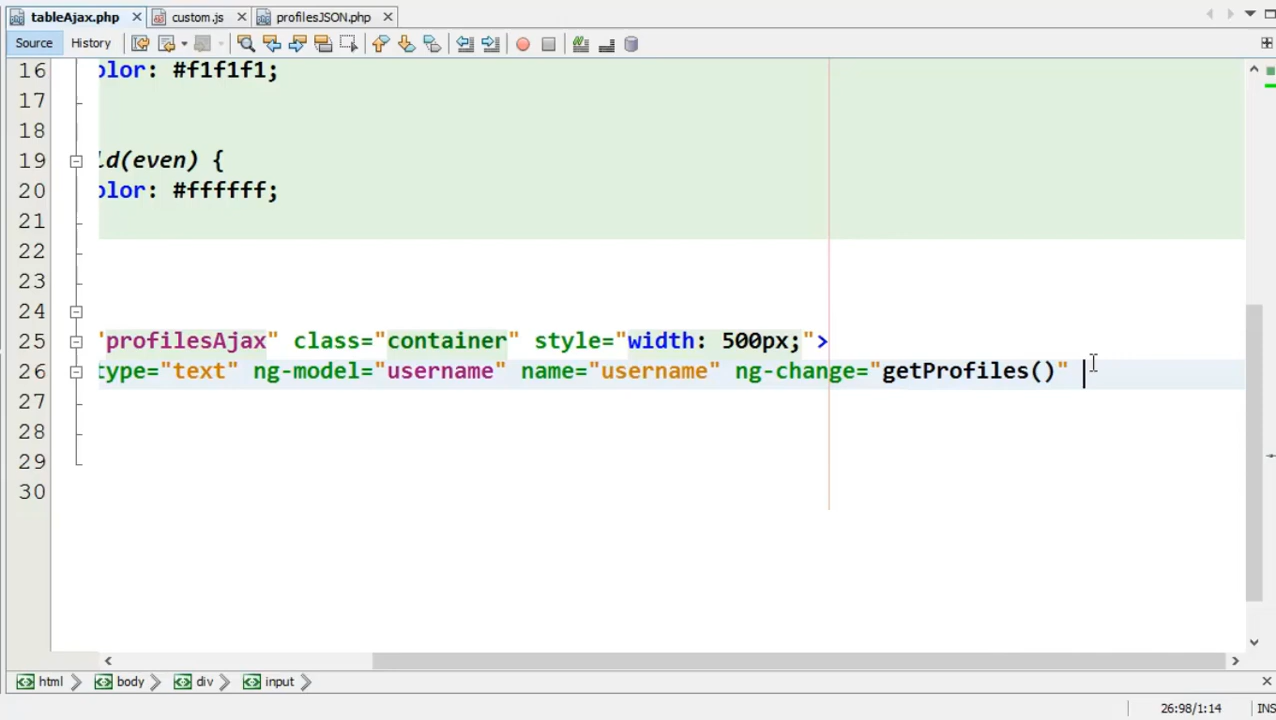 tableAjax.php custom.js profilesJSON.php
Source History
16 olor: #f1f1f1;
17
18
19 ld(even) {
20 olor: #ffffff;
21
22
23
24
25 "profilesAjax" class="container" style="width: 500px;">
26 type="text" ng-model="username" name="username" ng-change="getProfiles()"
27
28
29
30
html body div input
26:98/1:14 INS